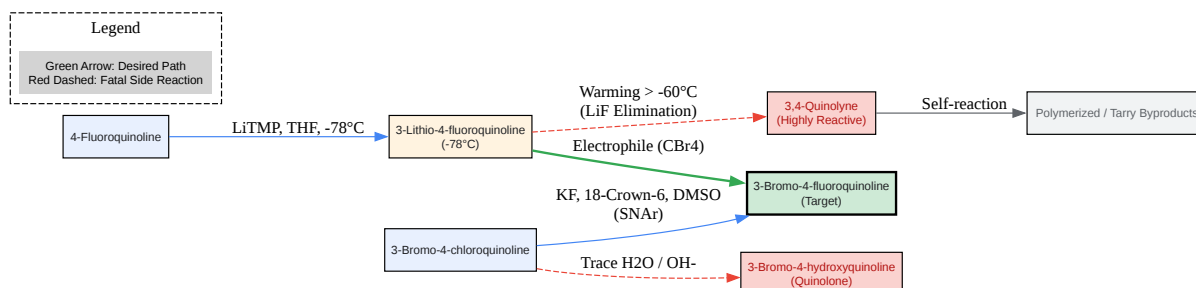 Legend
Green Arrow: Desired Path
Red Dashed: Fatal Side Reaction
4-Fluoroquinoline
LiTMP, THF, -78°C
3-Lithio-4-fluoroquinoline
(-78°C)
Warming > -60°C
(LiF Elimination)
3,4-Quinolyne
(Highly Reactive)
Self-reaction
Polymerized / Tarry Byproducts
Electrophile (CBr4)
3-Bromo-4-fluoroquinoline
(Target)
KF, 18-Crown-6, DMSO
(SNAr)
3-Bromo-4-chloroquinoline
Trace H2O / OH-
3-Bromo-4-hydroxyquinoline
(Quinolone)